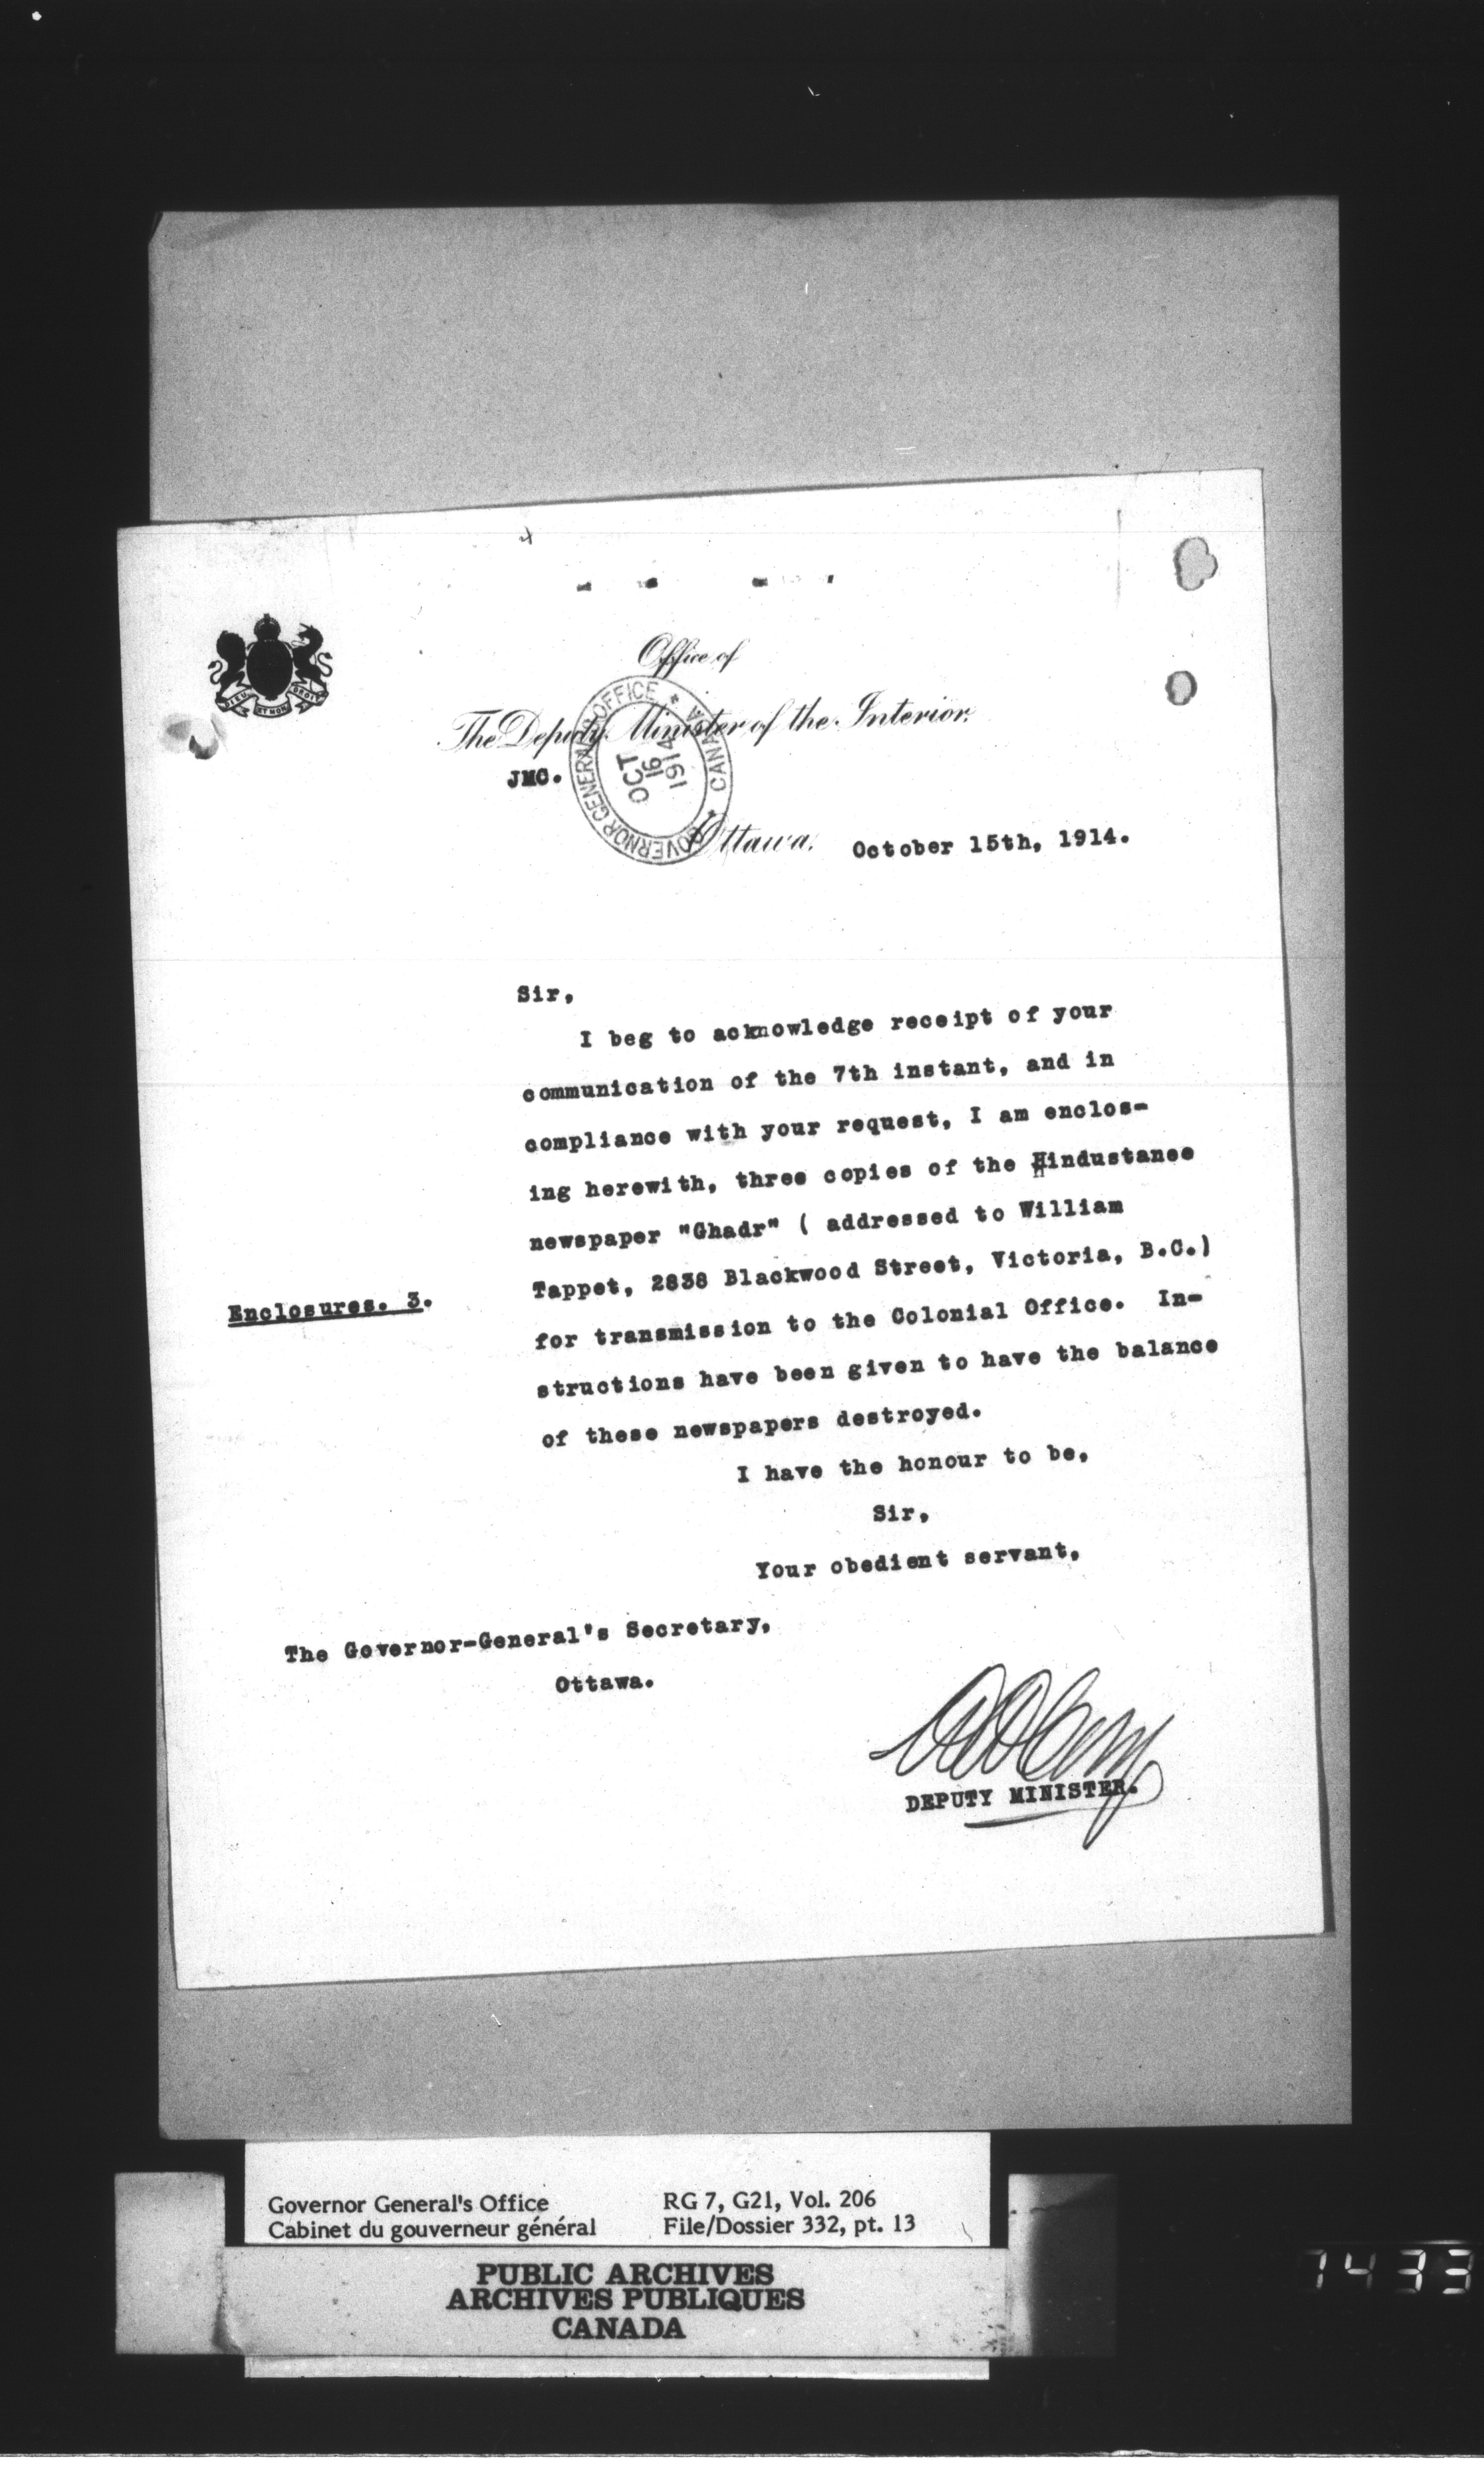 DIEU ET MON DROIT
Office of
The Deputy Minister of the Interior.
JMC.
GOVERNOR GENERAL'S OFFICE * CANADA *
OCT
16
1914
Ottawa, October 15th, 1914.
Sir,
I beg to acknowledge receipt of your
communication of the 7th instant, and in
compliance with your request, I am enclos-
ing herewith, three copies of the Hindustanee
newspaper "Ghadr" ( addressed to William
Tappet, 2838 Blackwood Street, Victoria, B.C.)
Enclosures. 3.
for transmission to the Colonial Office. In-
structions have been given to have the balance
of these newspapers destroyed.
I have the honour to be,
Sir,
Your obedient servant,
The Governor-General's Secretary,
Ottawa.
DEPUTY MINISTER.
Governor General's Office RG 7, G21, Vol. 206
Cabinet du gouverneur général File/Dossier 332, pt. 13
PUBLIC ARCHIVES
ARCHIVES PUBLIQUES
CANADA
1433